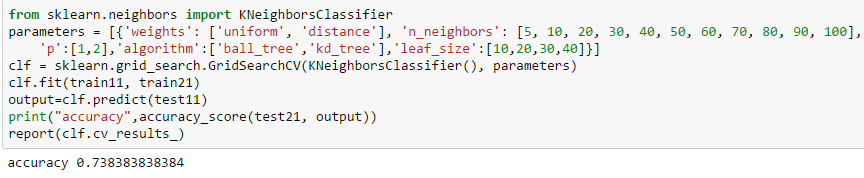 from sklearn.neighbors import KNeighborsClassifier
parameters = [{'weights': ['uniform', 'distance'], 'n_neighbors': [5, 10, 20, 30, 40, 50, 60, 70, 80, 90, 100],
'p':[1,2],'algorithm':['ball_tree','kd_tree'],'leaf_size':[10,20,30,40]}]
clf = sklearn.grid_search.GridSearchCV(KNeighborsClassifier(), parameters)
clf.fit(train11, train21)
output=clf.predict(test11)
print("accuracy",accuracy_score(test21, output))
report(clf.cv_results_)
accuracy 0.738383838384